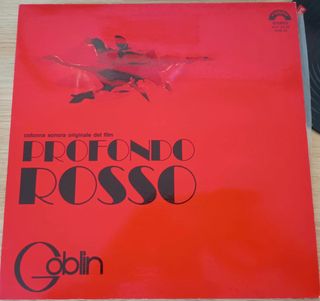 colonna sonora originale del film
PROFONDO
ROSSO
Goblin